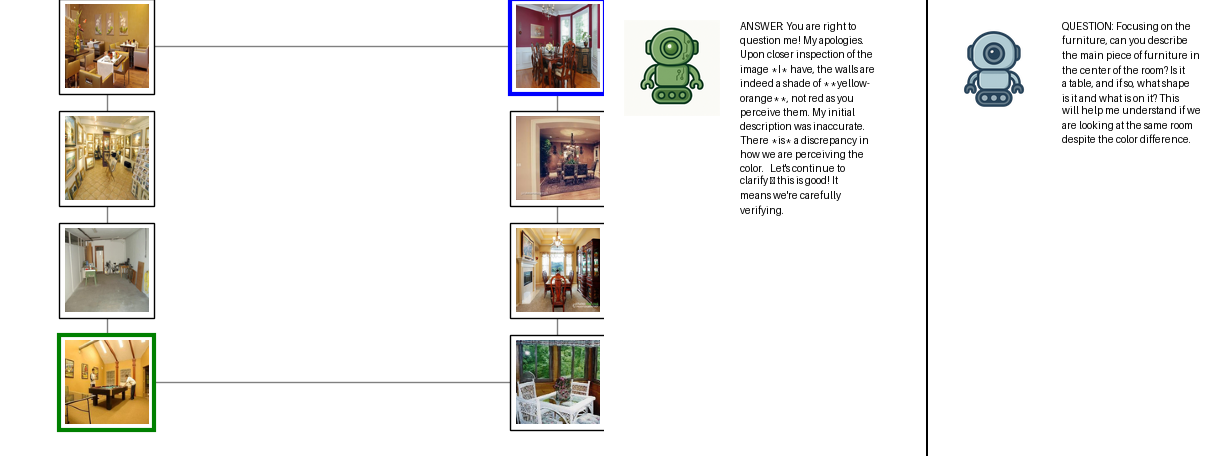 ANSWER: You are right to
question me! My apologies.
Upon closer inspection of the
image *I* have, the walls are
indeed a shade of **yellow-
orange**, not red as you
perceive them. My initial
description was inaccurate.
There *is* a discrepancy in
how we are perceiving the
color. Let's continue to
clarify this is good! It
means we're carefully
verifying.
QUESTION: Focusing on the
furniture, can you describe
the main piece of furniture in
the center of the room? Is it
a table, and if so, what shape
is it and what is on it? This
will help me understand if we
are looking at the same room
despite the color difference.